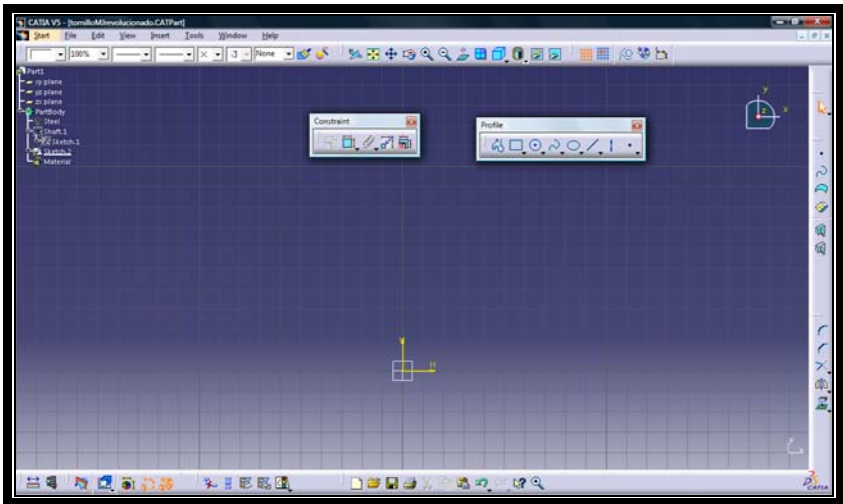 CATIA V5 - [tornilloM3revolucionado.CATPart]
Start File Edit View Insert Tools Window Help
100% None
Part1
xy plane
yz plane
zx plane
PartBody
Steel
Shaft.1
Sketch.1
Sketch.2
Material
Constraint
Profile
y
x
z
V
H
y
x
CATIA